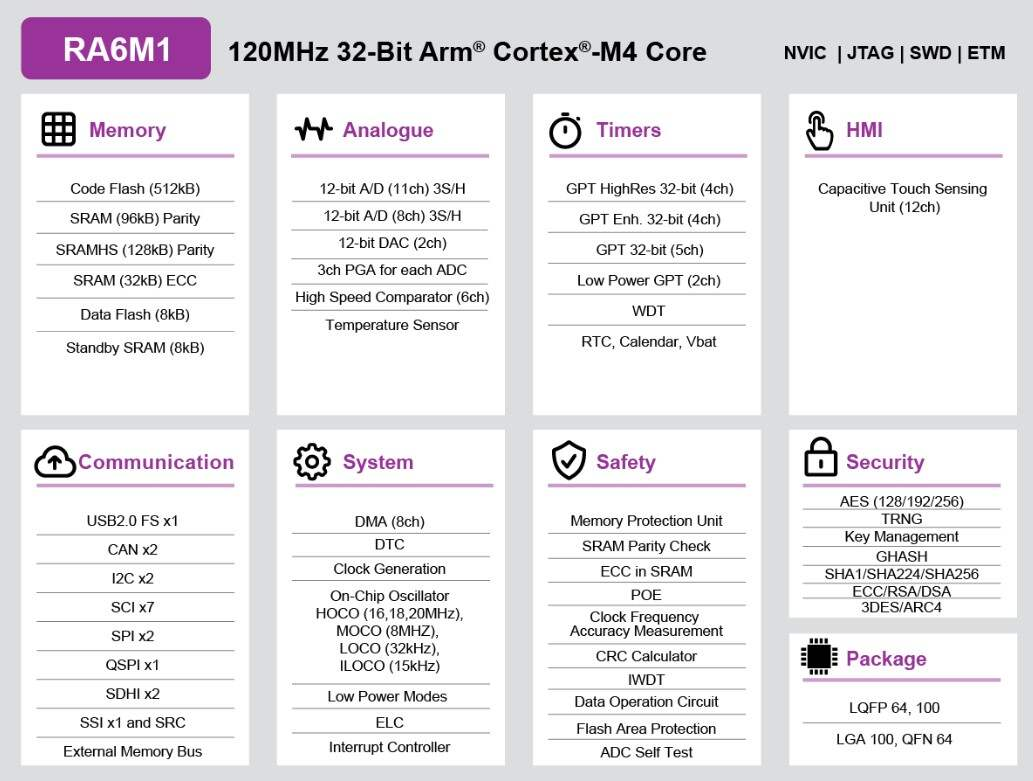 RA6M1
120MHz 32-Bit Arm® Cortex®-M4 Core
NVIC | JTAG | SWD | ETM
Memory
Code Flash (512kB)
SRAM (96kB) Parity
SRAMHS (128kB) Parity
SRAM (32kB) ECC
Data Flash (8kB)
Standby SRAM (8kB)
Analogue
12-bit A/D (11ch) 3S/H
12-bit A/D (8ch) 3S/H
12-bit DAC (2ch)
3ch PGA for each ADC
High Speed Comparator (6ch)
Temperature Sensor
Timers
GPT HighRes 32-bit (4ch)
GPT Enh. 32-bit (4ch)
GPT 32-bit (5ch)
Low Power GPT (2ch)
WDT
RTC, Calendar, Vbat
HMI
Capacitive Touch Sensing
Unit (12ch)
Communication
USB2.0 FS x1
CAN x2
I2C x2
SCI x7
SPI x2
QSPI x1
SDHI x2
SSI x1 and SRC
External Memory Bus
System
DMA (8ch)
DTC
Clock Generation
On-Chip Oscillator
HOCO (16,18,20MHz),
MOCO (8MHZ),
LOCO (32kHz),
ILOCO (15kHz)
Low Power Modes
ELC
Interrupt Controller
Safety
Memory Protection Unit
SRAM Parity Check
ECC in SRAM
POE
Clock Frequency
Accuracy Measurement
CRC Calculator
IWDT
Data Operation Circuit
Flash Area Protection
ADC Self Test
Security
AES (128/192/256)
TRNG
Key Management
GHASH
SHA1/SHA224/SHA256
ECC/RSA/DSA
3DES/ARC4
Package
LQFP 64, 100
LGA 100, QFN 64